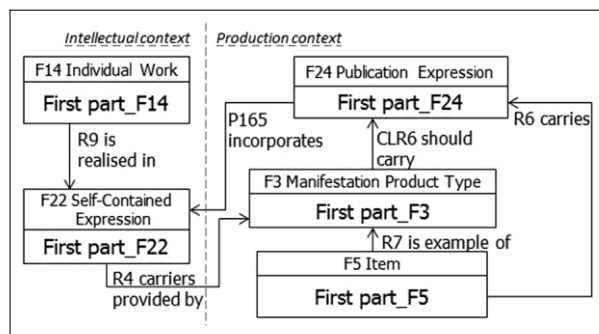 Intellectual context
Production context
F14 Individual Work
First part_F14
F24 Publication Expression
First part_F24
P165
incorporates
R6 carries
R9 is
realised in
CLR6 should
carry
F3 Manifestation Product Type
First part_F3
F22 Self-Contained
Expression
First part_F22
R7 is example of
F5 Item
First part_F5
R4 carriers
provided by